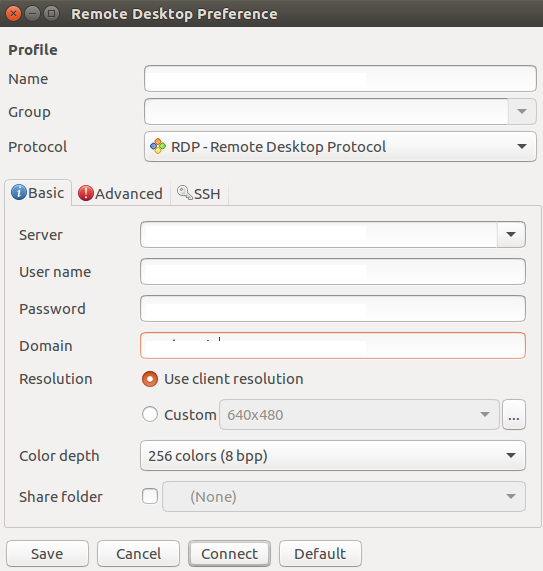 Remote Desktop Preference
Profile
Name
Group
Protocol RDP - Remote Desktop Protocol
Basic Advanced SSH
Server
User name
Password
Domain
Resolution Use client resolution
Custom 640x480 ...
Color depth 256 colors (8 bpp)
Share folder (None)
Save Cancel Connect Default